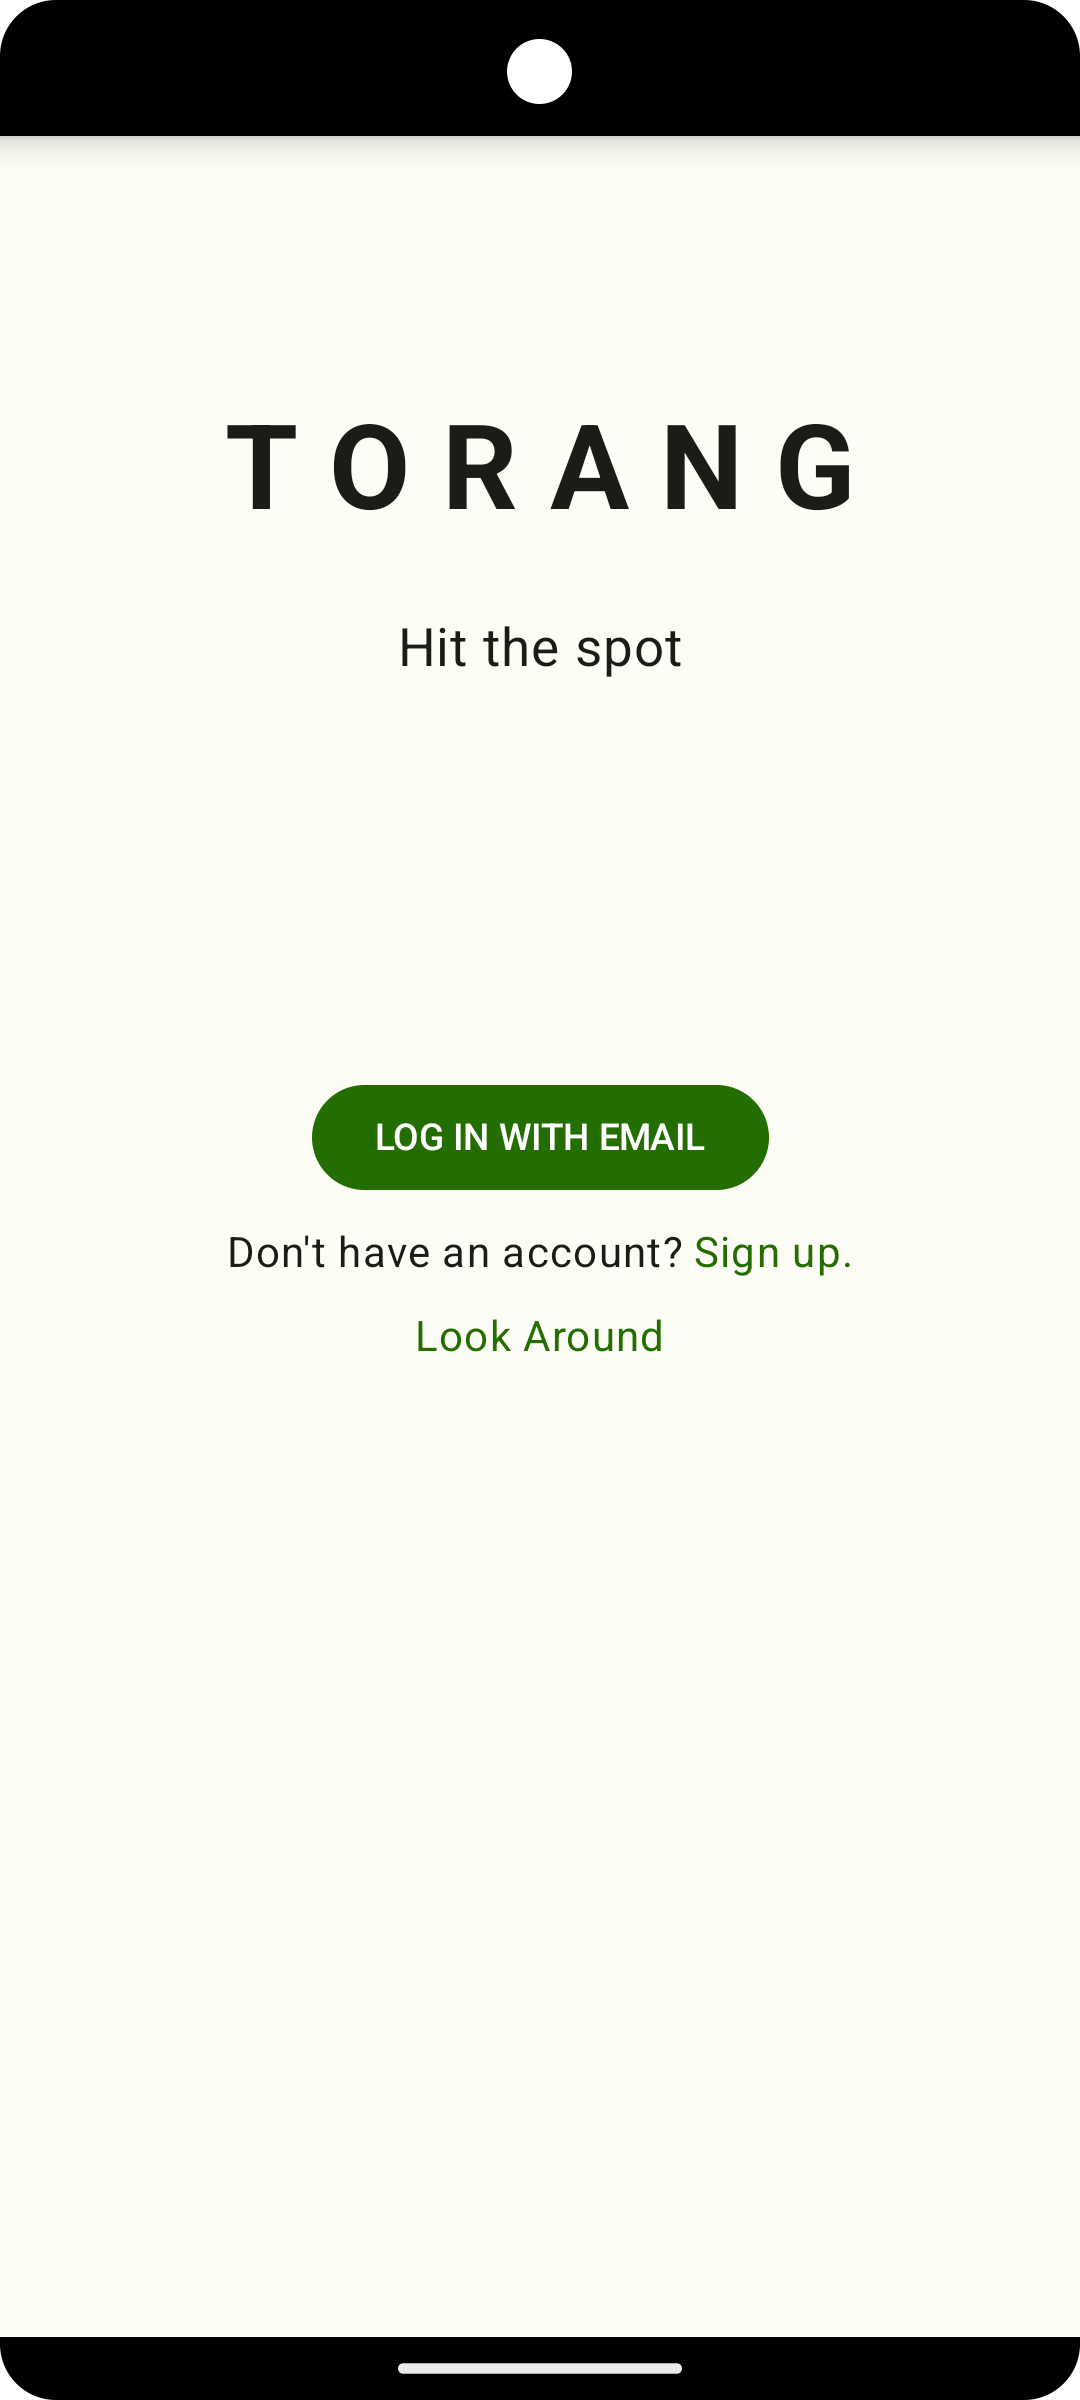 TORANG
Hit the spot
LOG IN WITH EMAIL
Don't have an account? Sign up.
Look Around